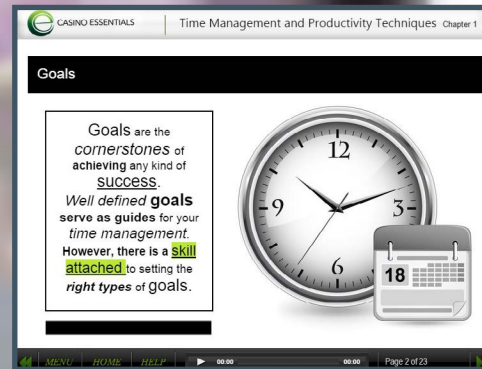 CASINO ESSENTIALS
Time Management and Productivity Techniques Chapter 1
Goals
Goals are the
cornerstones of
achieving any kind of
success.
Well defined goals
serve as guides for your
time management.
However, there is a skill
attached to setting the
right types of goals.
12
9
3
6
18
MENU HOME HELP 00:00 00:00 Page 2 of 23